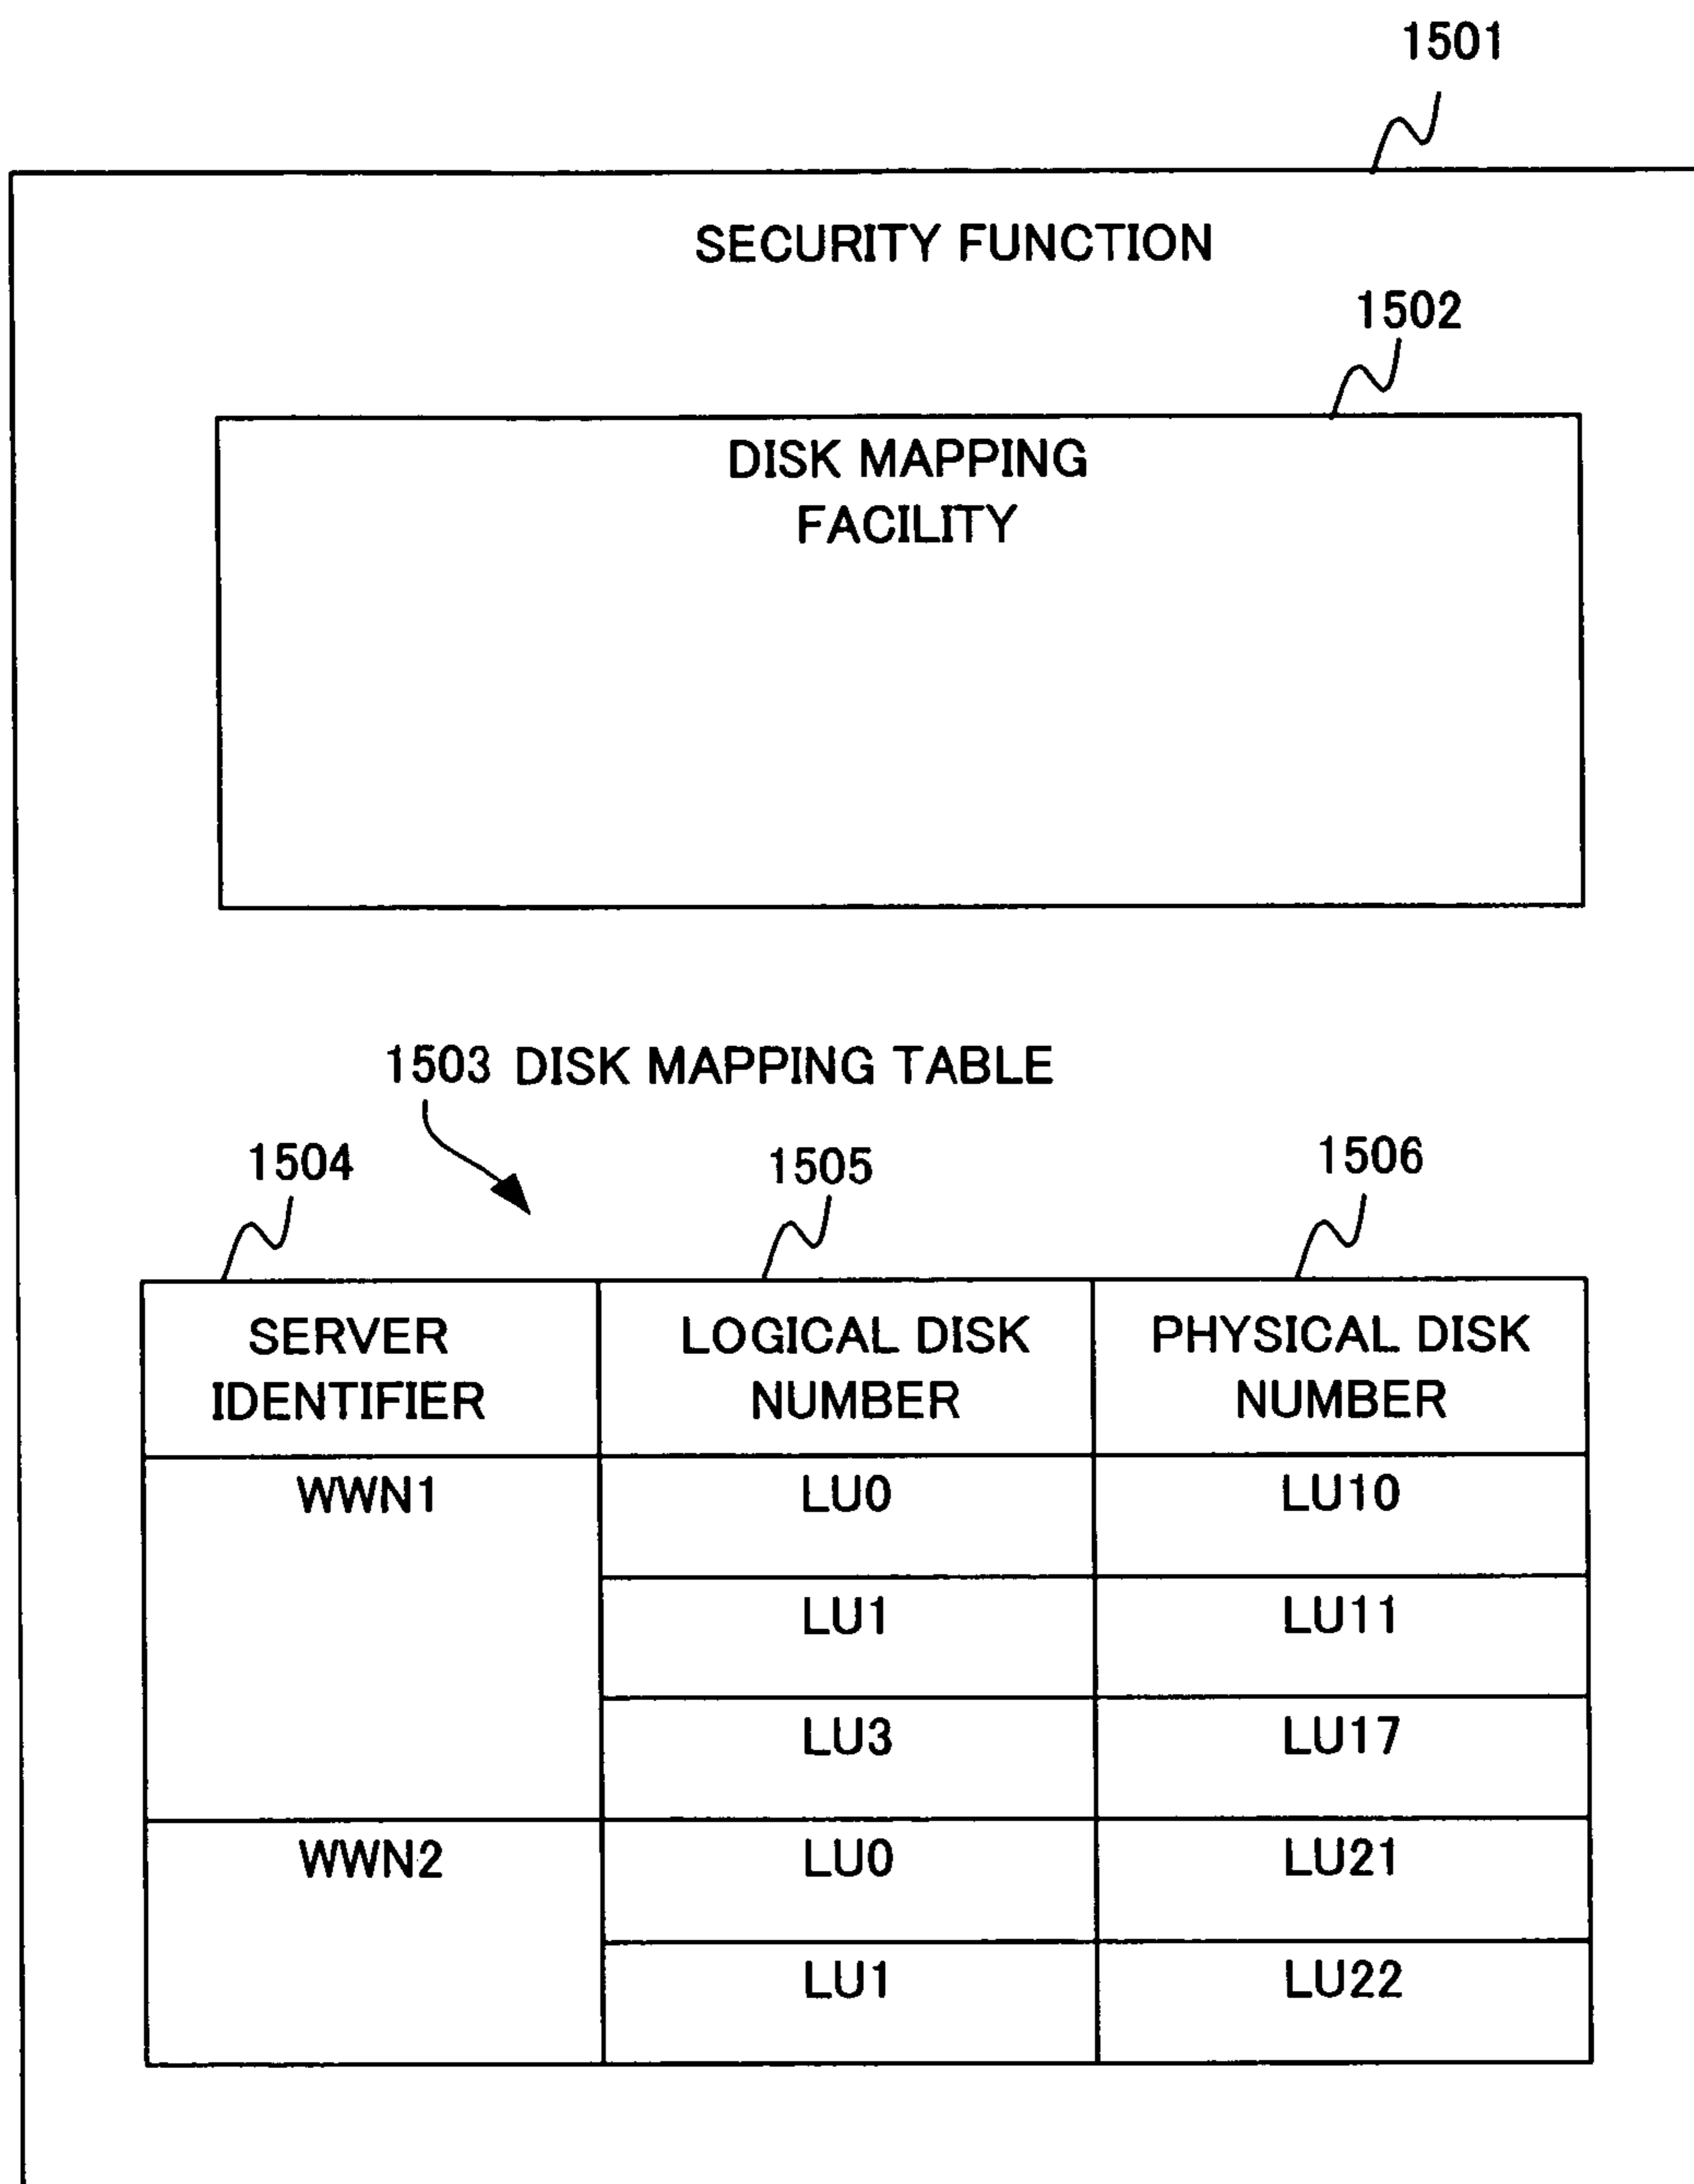 1501
SECURITY FUNCTION
1502
DISK MAPPING
FACILITY
1503 DISK MAPPING TABLE
1504 1505 1506
SERVER IDENTIFIER LOGICAL DISK NUMBER PHYSICAL DISK NUMBER
WWN1 LU0 LU10
LU1 LU11
LU3 LU17
WWN2 LU0 LU21
LU1 LU22